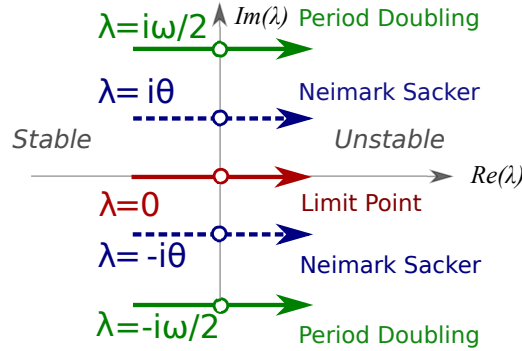 Im(λ)
Period Doubling
λ=iω/2
λ= iθ
Neimark Sacker
Stable
Unstable
Re(λ)
λ=0
Limit Point
λ= -iθ
Neimark Sacker
λ=-iω/2
Period Doubling